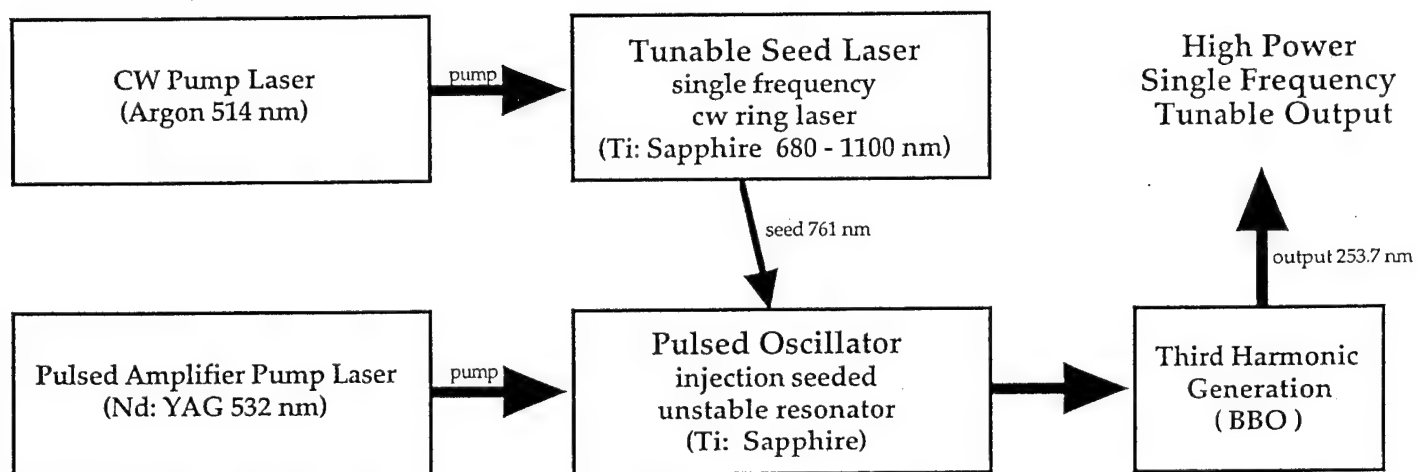 CW Pump Laser
(Argon 514 nm)
pump
Tunable Seed Laser
single frequency
cw ring laser
(Ti: Sapphire 680 - 1100 nm)
High Power
Single Frequency
Tunable Output
seed 761 nm
output 253.7 nm
Pulsed Amplifier Pump Laser
(Nd: YAG 532 nm)
pump
Pulsed Oscillator
injection seeded
unstable resonator
(Ti: Sapphire)
Third Harmonic
Generation
( BBO )